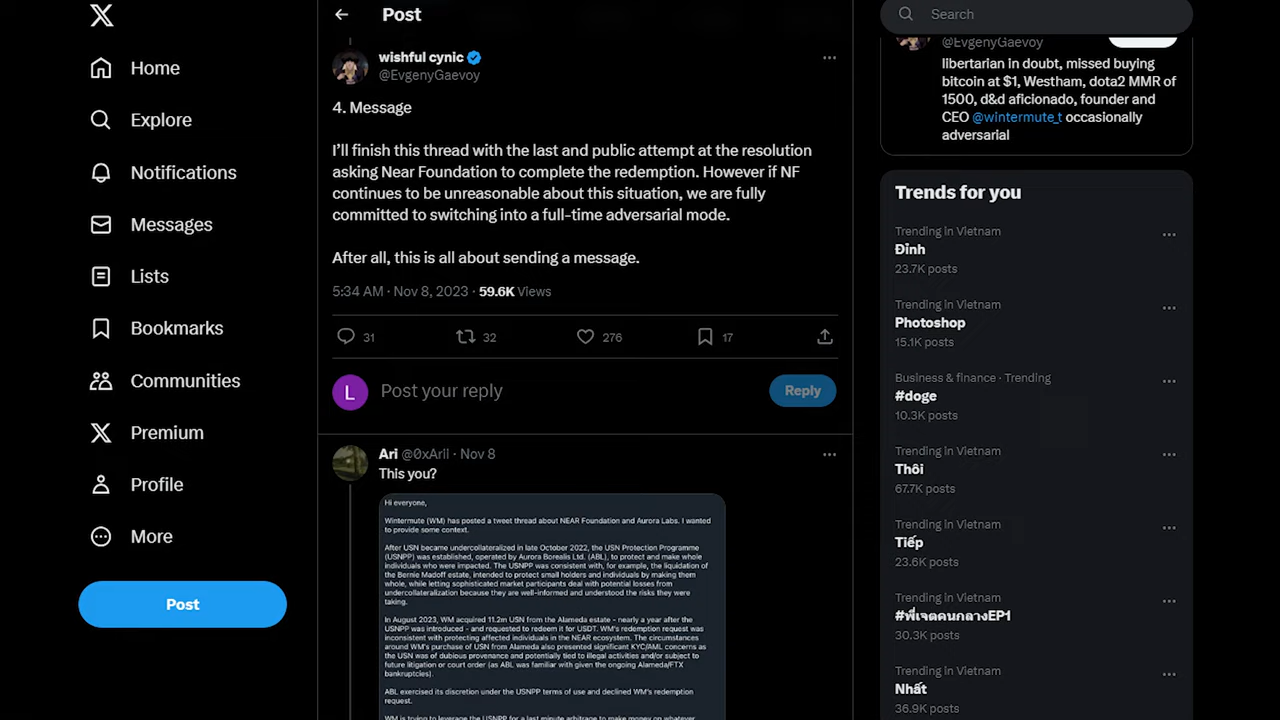 Home
Explore
Notifications
Messages
Lists
Bookmarks
Communities
Premium
Profile
More
Post
Post
wishful cynic
@EvgenyGaevoy
4. Message
I'll finish this thread with the last and public attempt at the resolution
asking Near Foundation to complete the redemption. However if NF
continues to be unreasonable about this situation, we are fully
committed to switching into a full-time adversarial mode.
After all, this is all about sending a message.
5:34 AM · Nov 8, 2023 · 59.6K Views
31 32 276 17
L
Post your reply
Reply
Ari @0xArii · Nov 8
This you?
Hi everyone,
Wintermute (WM) has posted a tweet thread about NEAR Foundation and Aurora Labs. I wanted
to provide some context.
After USN became undercollateralized in late October 2022, the USN Protection Programme
(USNPP) was established, operated by Aurora Borealis Ltd. (ABL), to protect and make whole
individuals who were impacted. The USNPP was consistent with, for example, the liquidation of
the Bernie Madoff estate, intended to protect small holders and individuals by making them
whole, while letting sophisticated market participants deal with potential losses from
undercollateralization because they are well-informed and understood the risks they were
taking.
In August 2023, WM acquired 11.2m USN from the Alameda estate - nearly a year after the
USNPP was introduced - and requested to redeem it for USDT. WM's redemption request was
inconsistent with protecting affected individuals in the NEAR ecosystem. The circumstances
around WM's purchase of USN from Alameda also presented significant KYC/AML concerns as
the USN was of dubious provenance and potentially tied to illegal activities and/or subject to
future litigation or court order (as ABL was familiar with given the ongoing Alameda/FTX
bankruptcies).
ABL exercised its discretion under the USNPP terms of use and declined WM's redemption
request.
WM is trying to leverage the USNPP for a last minute arbitrage to make money on whatever
Search
@EvgenyGaevoy
libertarian in doubt, missed buying
bitcoin at $1, Westham, dota2 MMR of
1500, d&d aficionado, founder and
CEO @wintermute_t occasionally
adversarial
Trends for you
Trending in Vietnam
Đỉnh
23.7K posts
Trending in Vietnam
Photoshop
15.1K posts
Business & finance · Trending
#doge
10.3K posts
Trending in Vietnam
Thôi
67.7K posts
Trending in Vietnam
Tiếp
23.6K posts
Trending in Vietnam
#พี่เจตคนกลางEP1
30.3K posts
Trending in Vietnam
Nhất
36.9K posts